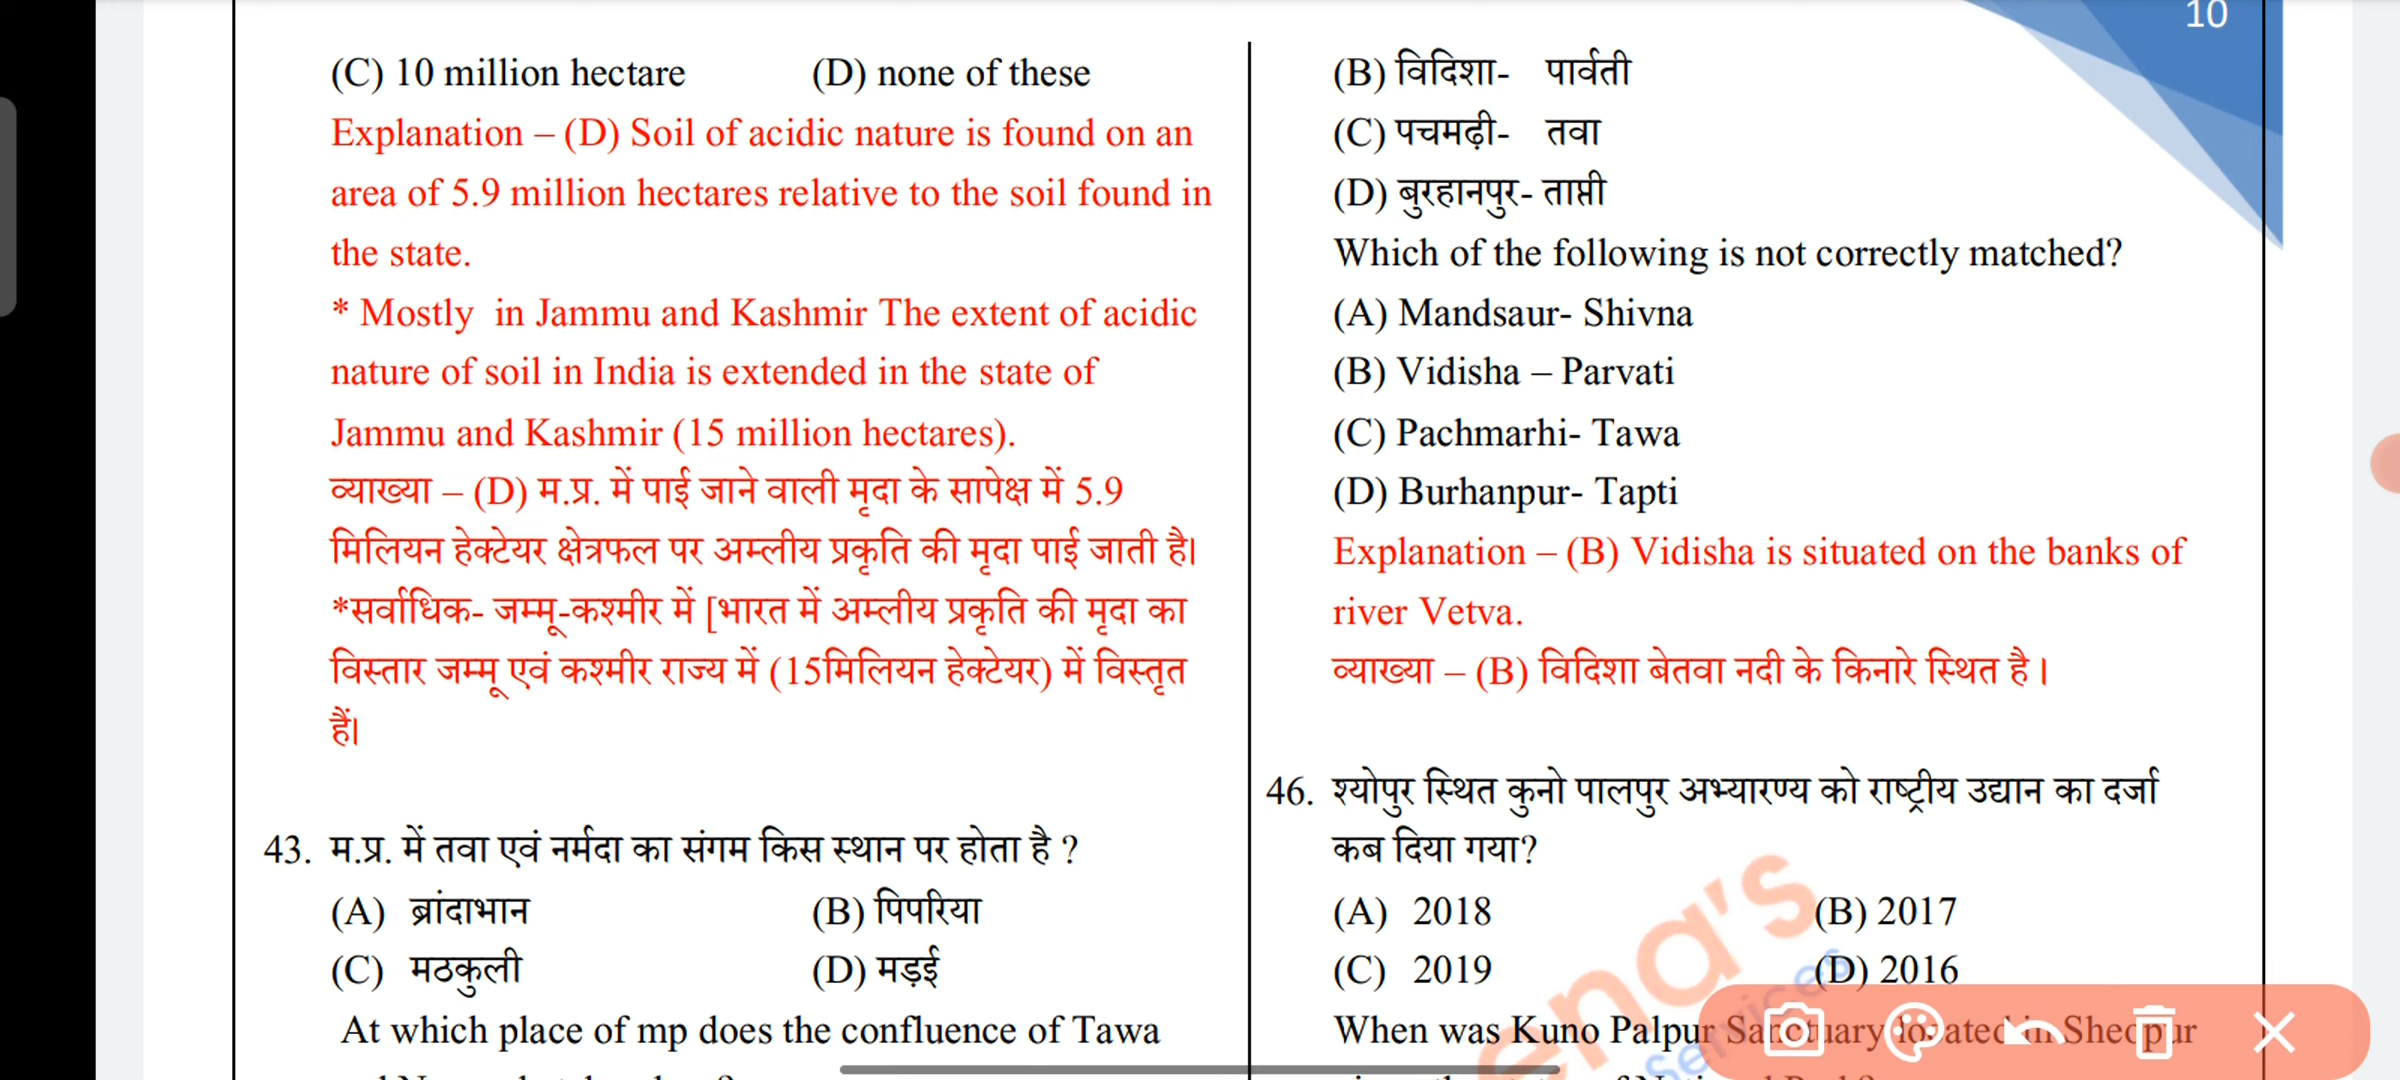 10
(C) 10 million hectare (D) none of these
Explanation – (D) Soil of acidic nature is found on an
area of 5.9 million hectares relative to the soil found in
the state.
* Mostly in Jammu and Kashmir The extent of acidic
nature of soil in India is extended in the state of
Jammu and Kashmir (15 million hectares).
व्याख्या – (D) म.प्र. में पाई जाने वाली मृदा के सापेक्ष में 5.9
मिलियन हेक्टेयर क्षेत्रफल पर अम्लीय प्रकृति की मृदा पाई जाती है।
*सर्वाधिक- जम्मू-कश्मीर में [भारत में अम्लीय प्रकृति की मृदा का
विस्तार जम्मू एवं कश्मीर राज्य में (15मिलियन हेक्टेयर) में विस्तृत
हैं।
43. म.प्र. में तवा एवं नर्मदा का संगम किस स्थान पर होता है ?
(A) ब्रांदाभान (B) पिपरिया
(C) मठकुली (D) मड़ई
At which place of mp does the confluence of Tawa
(B) विदिशा- पार्वती
(C) पचमढ़ी- तवा
(D) बुरहानपुर- ताप्ती
Which of the following is not correctly matched?
(A) Mandsaur- Shivna
(B) Vidisha – Parvati
(C) Pachmarhi- Tawa
(D) Burhanpur- Tapti
Explanation – (B) Vidisha is situated on the banks of
river Vetva.
व्याख्या – (B) विदिशा बेतवा नदी के किनारे स्थित है।
46. श्योपुर स्थित कुनो पालपुर अभ्यारण्य को राष्ट्रीय उद्यान का दर्जा
कब दिया गया?
(A) 2018 (B) 2017
(C) 2019 (D) 2016
When was Kuno Palpur Sanctuary located in Sheopur